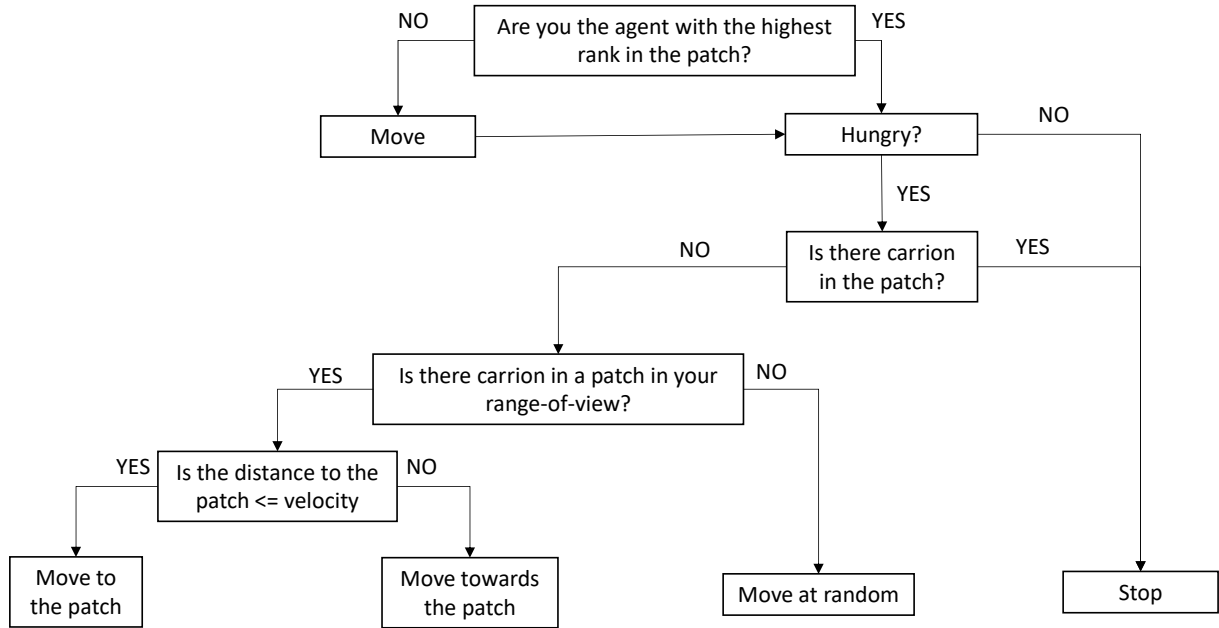 NO
Are you the agent with the highest
rank in the patch?
YES
Move
Hungry?
NO
YES
NO
Is there carrion
in the patch?
YES
YES
Is there carrion in a patch in your
range-of-view?
NO
YES
Is the distance to the
patch <= velocity
NO
Move to
the patch
Move towards
the patch
Move at random
Stop